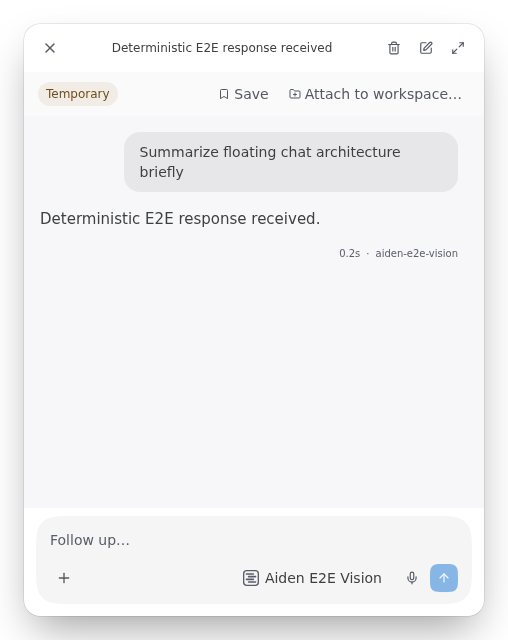 Deterministic E2E response received
Temporary
Save
Attach to workspace...
Summarize floating chat architecture
briefly
Deterministic E2E response received.
0.2s · aiden-e2e-vision
Follow up...
Aiden E2E Vision